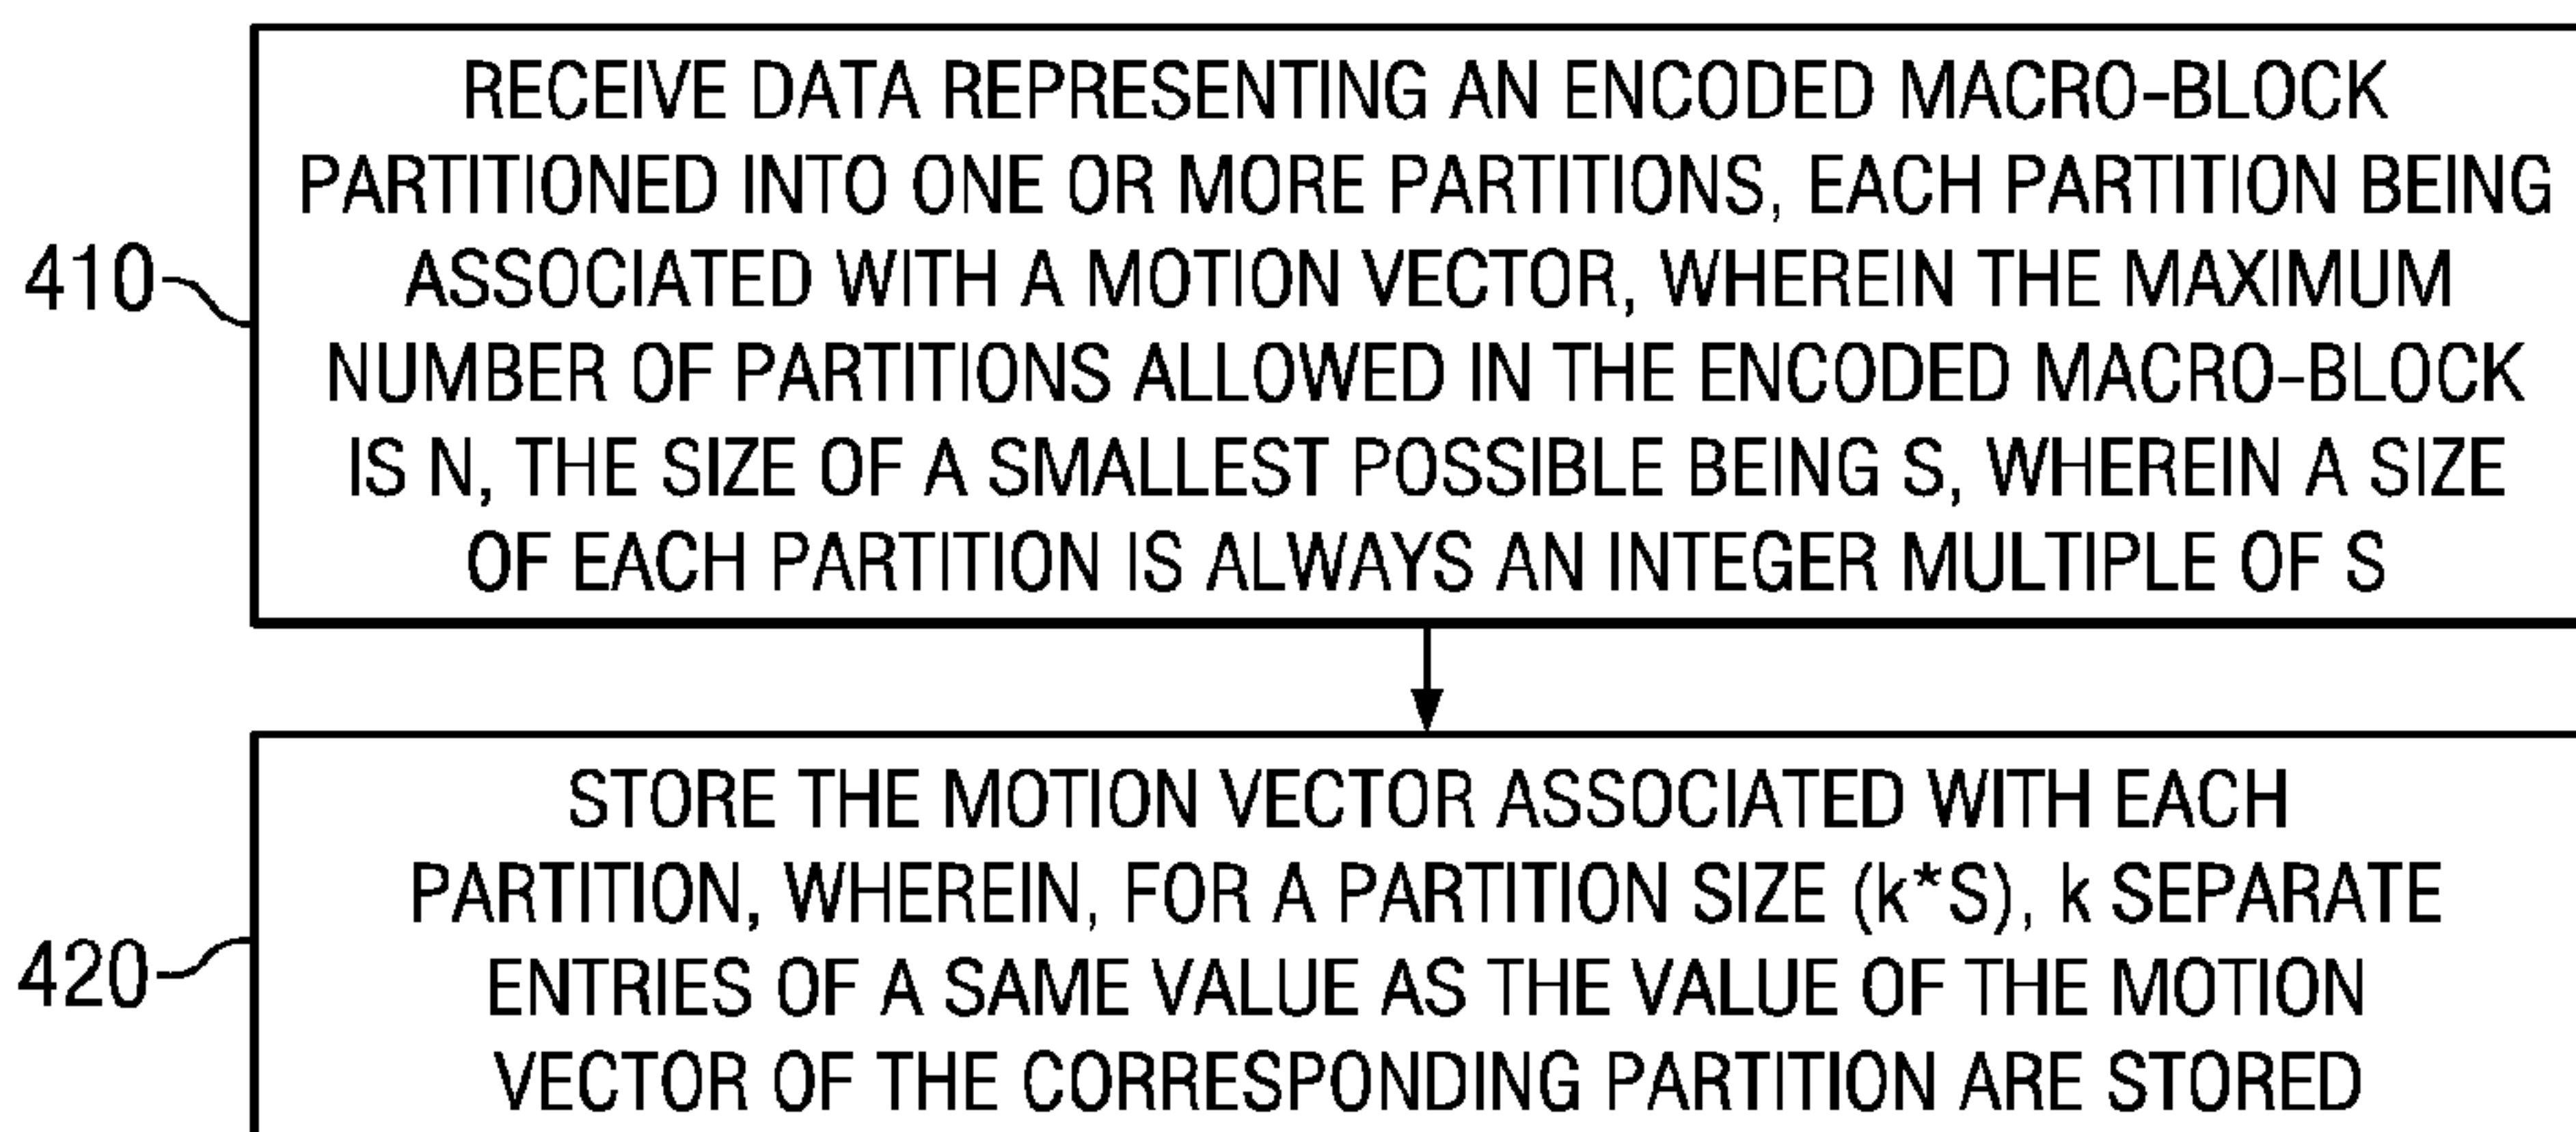 RECEIVE DATA REPRESENTING AN ENCODED MACRO-BLOCK
PARTITIONED INTO ONE OR MORE PARTITIONS, EACH PARTITION BEING
410
ASSOCIATED WITH A MOTION VECTOR, WHEREIN THE MAXIMUM
NUMBER OF PARTITIONS ALLOWED IN THE ENCODED MACRO-BLOCK
IS N, THE SIZE OF A SMALLEST POSSIBLE BEING S, WHEREIN A SIZE
OF EACH PARTITION IS ALWAYS AN INTEGER MULTIPLE OF S
STORE THE MOTION VECTOR ASSOCIATED WITH EACH
PARTITION, WHEREIN, FOR A PARTITION SIZE (k*S), k SEPARATE
420
ENTRIES OF A SAME VALUE AS THE VALUE OF THE MOTION
VECTOR OF THE CORRESPONDING PARTITION ARE STORED